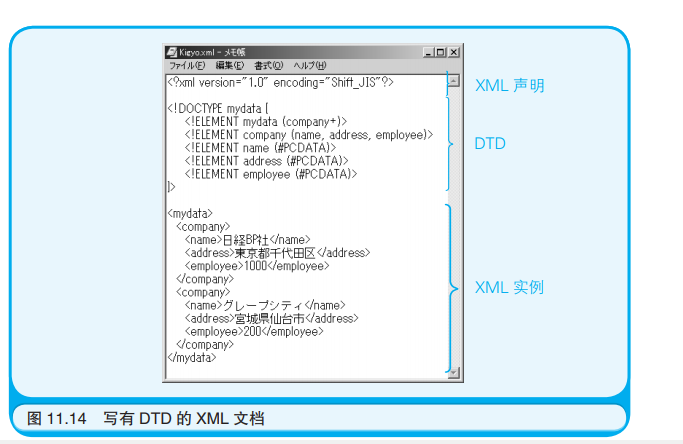 Kigyo.xml - メモ帳
ファイル(F) 編集(E) 書式(O) ヘルプ(H)
<?xml version="1.0" encoding="Shift_JIS"?>
XML 声明
<!DOCTYPE mydata [
<!ELEMENT mydata (company+)>
<!ELEMENT company (name, address, employee)>
<!ELEMENT name (#PCDATA)>
<!ELEMENT address (#PCDATA)>
<!ELEMENT employee (#PCDATA)>
]>
DTD
<mydata>
<company>
<name>日経BP社</name>
<address>東京都千代田区</address>
<employee>1000</employee>
</company>
<company>
<name>グレープシティ</name>
<address>宮城県仙台市</address>
<employee>200</employee>
</company>
</mydata>
XML 实例
图 11.14 写有 DTD 的 XML 文档